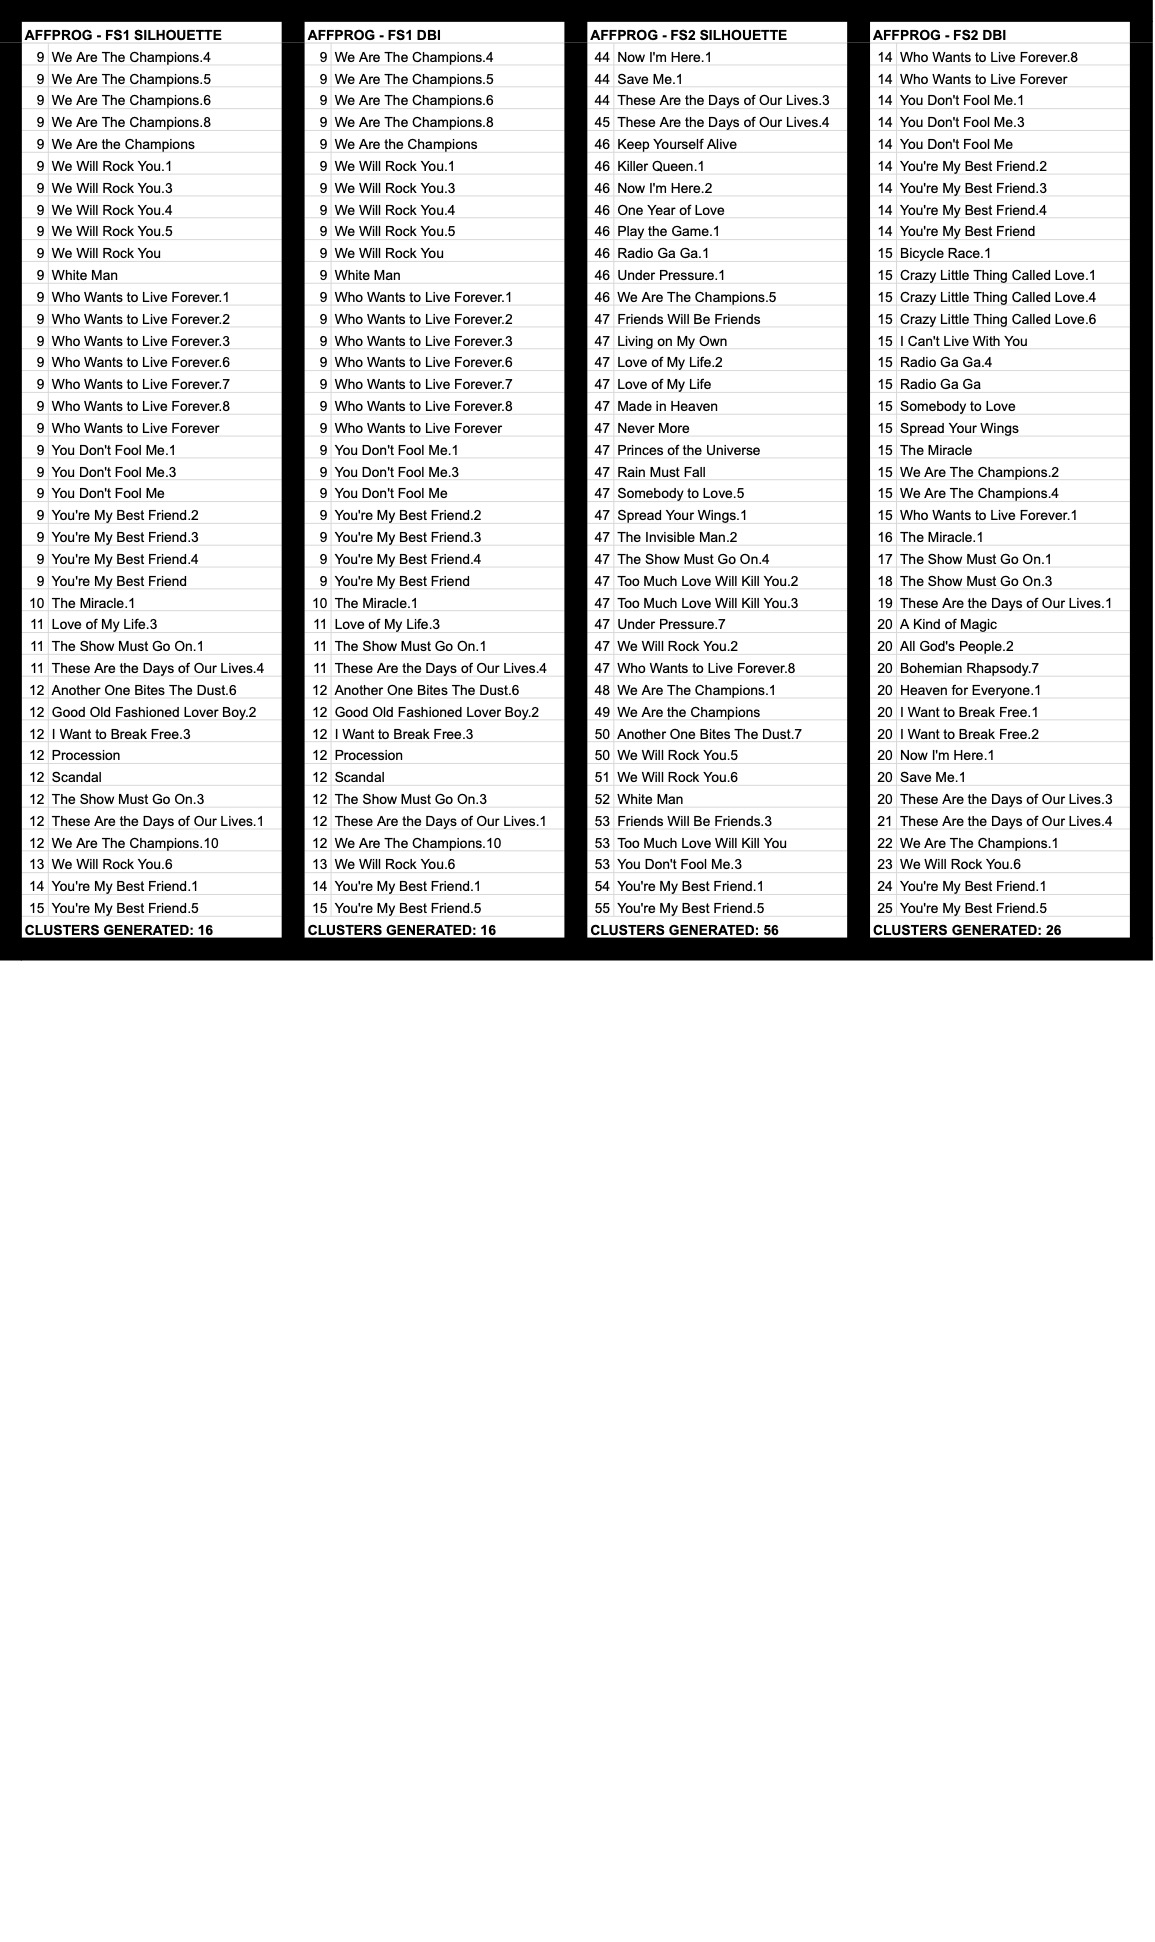 AFFPROG - FS1 SILHOUETTE AFFPROG - FS1 DBI AFFPROG - FS2 SILHOUETTE AFFPROG - FS2 DBI
9 We Are The Champions.4 9 We Are The Champions.4 44 Now I'm Here.1 14 Who Wants to Live Forever.8
9 We Are The Champions.5 9 We Are The Champions.5 44 Save Me.1 14 Who Wants to Live Forever
9 We Are The Champions.6 9 We Are The Champions.6 44 These Are the Days of Our Lives.3 14 You Don't Fool Me.1
9 We Are The Champions.8 9 We Are The Champions.8 45 These Are the Days of Our Lives.4 14 You Don't Fool Me.3
9 We Are the Champions 9 We Are the Champions 46 Keep Yourself Alive 14 You Don't Fool Me
9 We Will Rock You.1 9 We Will Rock You.1 46 Killer Queen.1 14 You're My Best Friend.2
9 We Will Rock You.3 9 We Will Rock You.3 46 Now I'm Here.2 14 You're My Best Friend.3
9 We Will Rock You.4 9 We Will Rock You.4 46 One Year of Love 14 You're My Best Friend.4
9 We Will Rock You.5 9 We Will Rock You.5 46 Play the Game.1 14 You're My Best Friend
9 We Will Rock You 9 We Will Rock You 46 Radio Ga Ga.1 15 Bicycle Race.1
9 White Man 9 White Man 46 Under Pressure.1 15 Crazy Little Thing Called Love.1
9 Who Wants to Live Forever.1 9 Who Wants to Live Forever.1 46 We Are The Champions.5 15 Crazy Little Thing Called Love.4
9 Who Wants to Live Forever.2 9 Who Wants to Live Forever.2 47 Friends Will Be Friends 15 Crazy Little Thing Called Love.6
9 Who Wants to Live Forever.3 9 Who Wants to Live Forever.3 47 Living on My Own 15 I Can't Live With You
9 Who Wants to Live Forever.6 9 Who Wants to Live Forever.6 47 Love of My Life.2 15 Radio Ga Ga.4
9 Who Wants to Live Forever.7 9 Who Wants to Live Forever.7 47 Love of My Life 15 Radio Ga Ga
9 Who Wants to Live Forever.8 9 Who Wants to Live Forever.8 47 Made in Heaven 15 Somebody to Love
9 Who Wants to Live Forever 9 Who Wants to Live Forever 47 Never More 15 Spread Your Wings
9 You Don't Fool Me.1 9 You Don't Fool Me.1 47 Princes of the Universe 15 The Miracle
9 You Don't Fool Me.3 9 You Don't Fool Me.3 47 Rain Must Fall 15 We Are The Champions.2
9 You Don't Fool Me 9 You Don't Fool Me 47 Somebody to Love.5 15 We Are The Champions.4
9 You're My Best Friend.2 9 You're My Best Friend.2 47 Spread Your Wings.1 15 Who Wants to Live Forever.1
9 You're My Best Friend.3 9 You're My Best Friend.3 47 The Invisible Man.2 16 The Miracle.1
9 You're My Best Friend.4 9 You're My Best Friend.4 47 The Show Must Go On.4 17 The Show Must Go On.1
9 You're My Best Friend 9 You're My Best Friend 47 Too Much Love Will Kill You.2 18 The Show Must Go On.3
10 The Miracle.1 10 The Miracle.1 47 Too Much Love Will Kill You.3 19 These Are the Days of Our Lives.1
11 Love of My Life.3 11 Love of My Life.3 47 Under Pressure.7 20 A Kind of Magic
11 The Show Must Go On.1 11 The Show Must Go On.1 47 We Will Rock You.2 20 All God's People.2
11 These Are the Days of Our Lives.4 11 These Are the Days of Our Lives.4 47 Who Wants to Live Forever.8 20 Bohemian Rhapsody.7
12 Another One Bites The Dust.6 12 Another One Bites The Dust.6 48 We Are The Champions.1 20 Heaven for Everyone.1
12 Good Old Fashioned Lover Boy.2 12 Good Old Fashioned Lover Boy.2 49 We Are the Champions 20 I Want to Break Free.1
12 I Want to Break Free.3 12 I Want to Break Free.3 50 Another One Bites The Dust.7 20 I Want to Break Free.2
12 Procession 12 Procession 50 We Will Rock You.5 20 Now I'm Here.1
12 Scandal 12 Scandal 51 We Will Rock You.6 20 Save Me.1
12 The Show Must Go On.3 12 The Show Must Go On.3 52 White Man 20 These Are the Days of Our Lives.3
12 These Are the Days of Our Lives.1 12 These Are the Days of Our Lives.1 53 Friends Will Be Friends.3 21 These Are the Days of Our Lives.4
12 We Are The Champions.10 12 We Are The Champions.10 53 Too Much Love Will Kill You 22 We Are The Champions.1
13 We Will Rock You.6 13 We Will Rock You.6 53 You Don't Fool Me.3 23 We Will Rock You.6
14 You're My Best Friend.1 14 You're My Best Friend.1 54 You're My Best Friend.1 24 You're My Best Friend.1
15 You're My Best Friend.5 15 You're My Best Friend.5 55 You're My Best Friend.5 25 You're My Best Friend.5
CLUSTERS GENERATED: 16 CLUSTERS GENERATED: 16 CLUSTERS GENERATED: 56 CLUSTERS GENERATED: 26